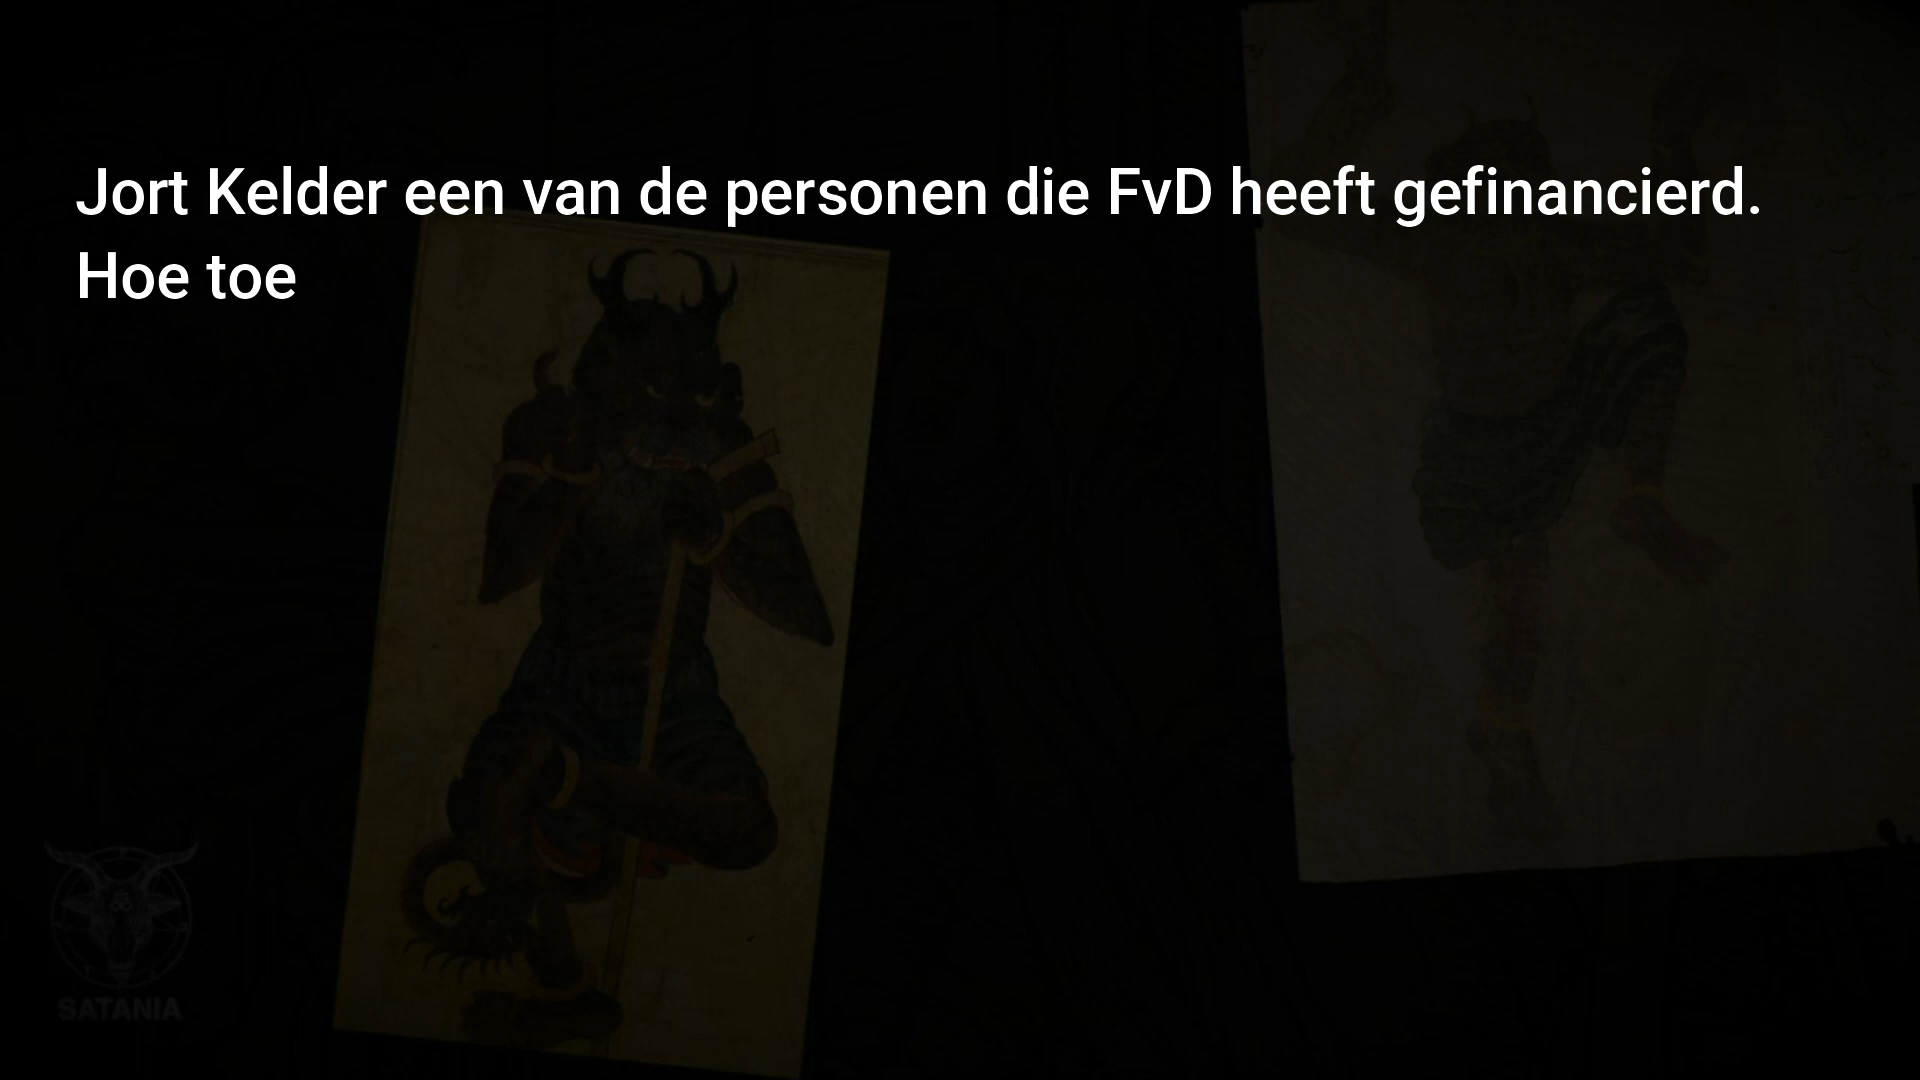 Jort Kelder een van de personen die FvD heeft gefinancierd.
Hoe toe
SATANIA